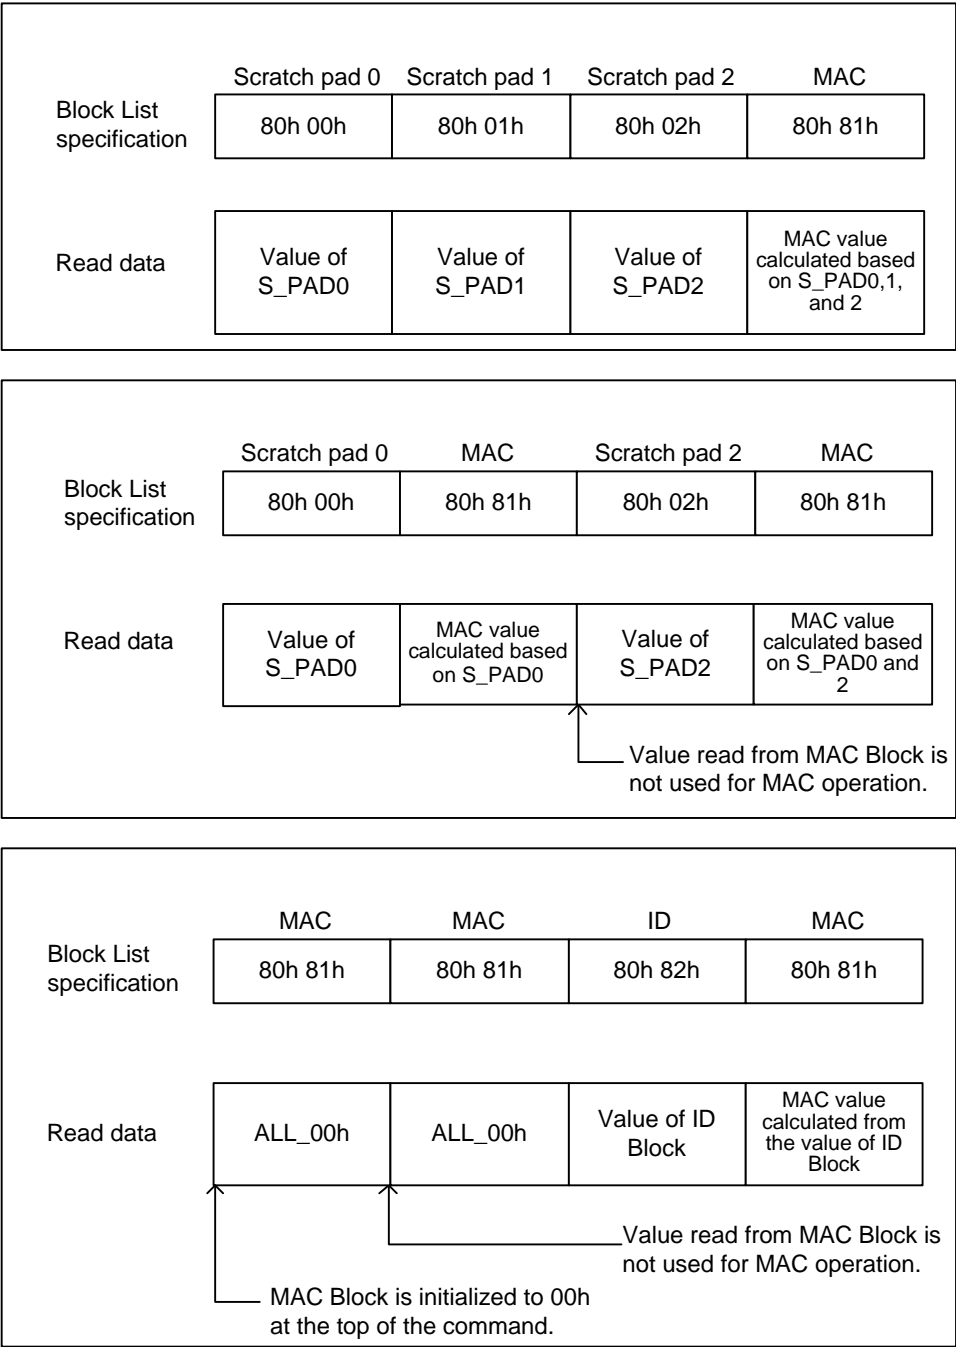 Scratch pad 0 Scratch pad 1 Scratch pad 2 MAC
Block List
specification
80h 00h 80h 01h 80h 02h 80h 81h
Read data
Value of
S_PAD0
Value of
S_PAD1
Value of
S_PAD2
MAC value
calculated based
on S_PAD0,1,
and 2
Scratch pad 0 MAC Scratch pad 2 MAC
Block List
specification
80h 00h 80h 81h 80h 02h 80h 81h
Read data
Value of
S_PAD0
MAC value
calculated based
on S_PAD0
Value of
S_PAD2
MAC value
calculated based
on S_PAD0 and
2
Value read from MAC Block is
not used for MAC operation.
MAC MAC ID MAC
Block List
specification
80h 81h 80h 81h 80h 82h 80h 81h
Read data
ALL_00h
ALL_00h
Value of ID
Block
MAC value
calculated from
the value of ID
Block
Value read from MAC Block is
not used for MAC operation.
MAC Block is initialized to 00h
at the top of the command.